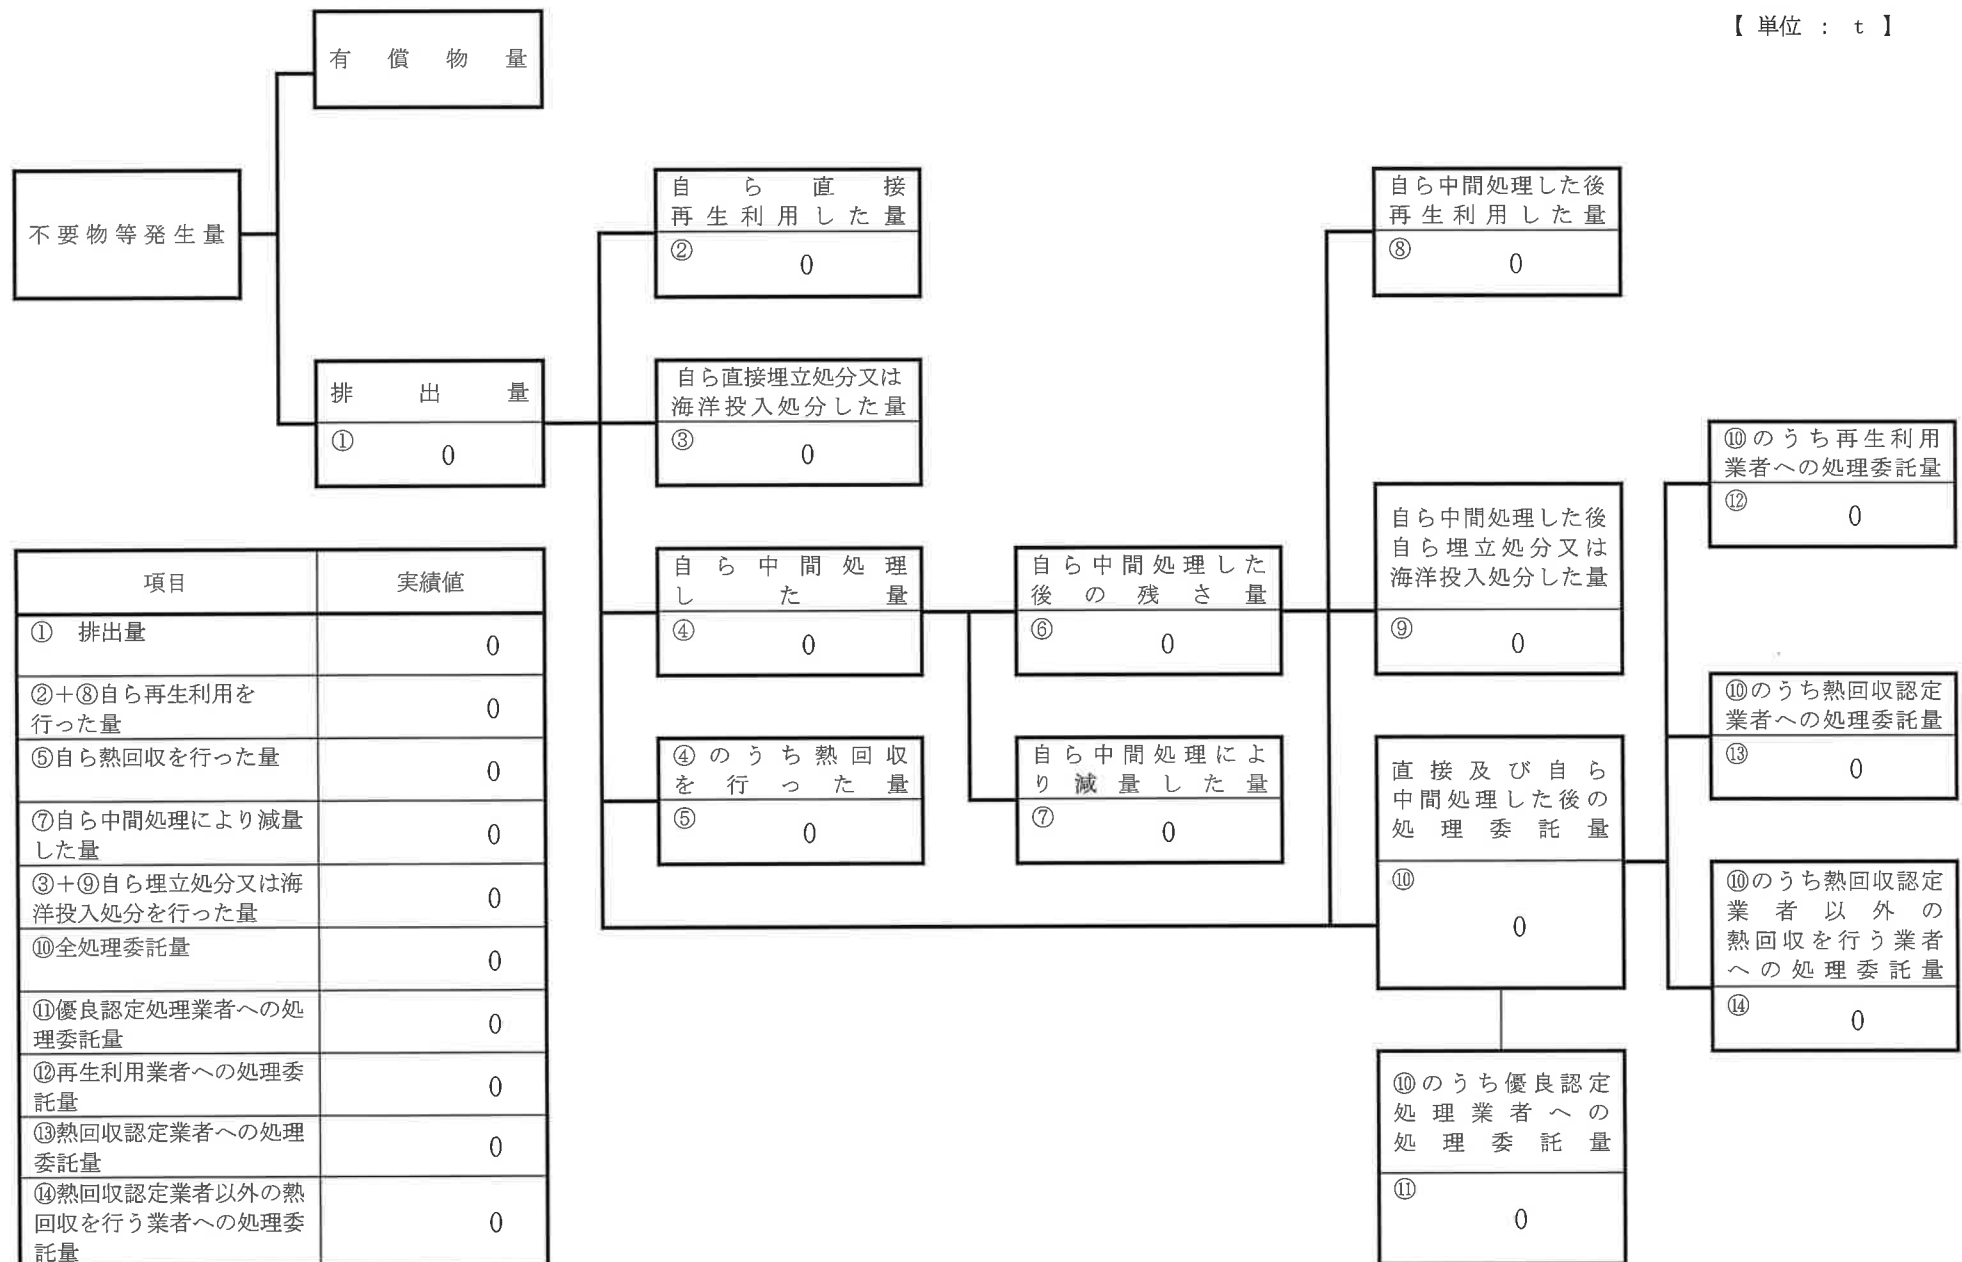 【 単位 : t 】
有償物量
不要物等発生量
排出量
①
0
自ら直接
再生利用した量
②
0
自ら直接埋立処分又は
海洋投入処分した量
③
0
自ら中間処理
した量
④
0
④のうち熱回収
を行った量
⑤
0
自ら中間処理した
後の残さ量
⑥
0
自ら中間処理によ
り減量した量
⑦
0
自ら中間処理した後
再生利用した量
⑧
0
自ら中間処理した後
自ら埋立処分又は
海洋投入処分した量
⑨
0
直接及び自ら
中間処理した後の
処理委託量
⑩
0
⑩のうち優良認定
処理業者への
処理委託量
⑪
0
⑩のうち再生利用
業者への処理委託量
⑫
0
⑩のうち熱回収認定
業者への処理委託量
⑬
0
⑩のうち熱回収認定
業者以外の
熱回収を行う業者
への処理委託量
⑭
0
項目
実績値
① 排出量
0
②+⑧自ら再生利用を
行った量
0
⑤自ら熱回収を行った量
0
⑦自ら中間処理により減量
した量
0
③+⑨自ら埋立処分又は海
洋投入処分を行った量
0
⑩全処理委託量
0
⑪優良認定処理業者への処
理委託量
0
⑫再生利用業者への処理委
託量
0
⑬熱回収認定業者への処理
委託量
0
⑭熱回収認定業者以外の熱
回収を行う業者への処理委
託量
0